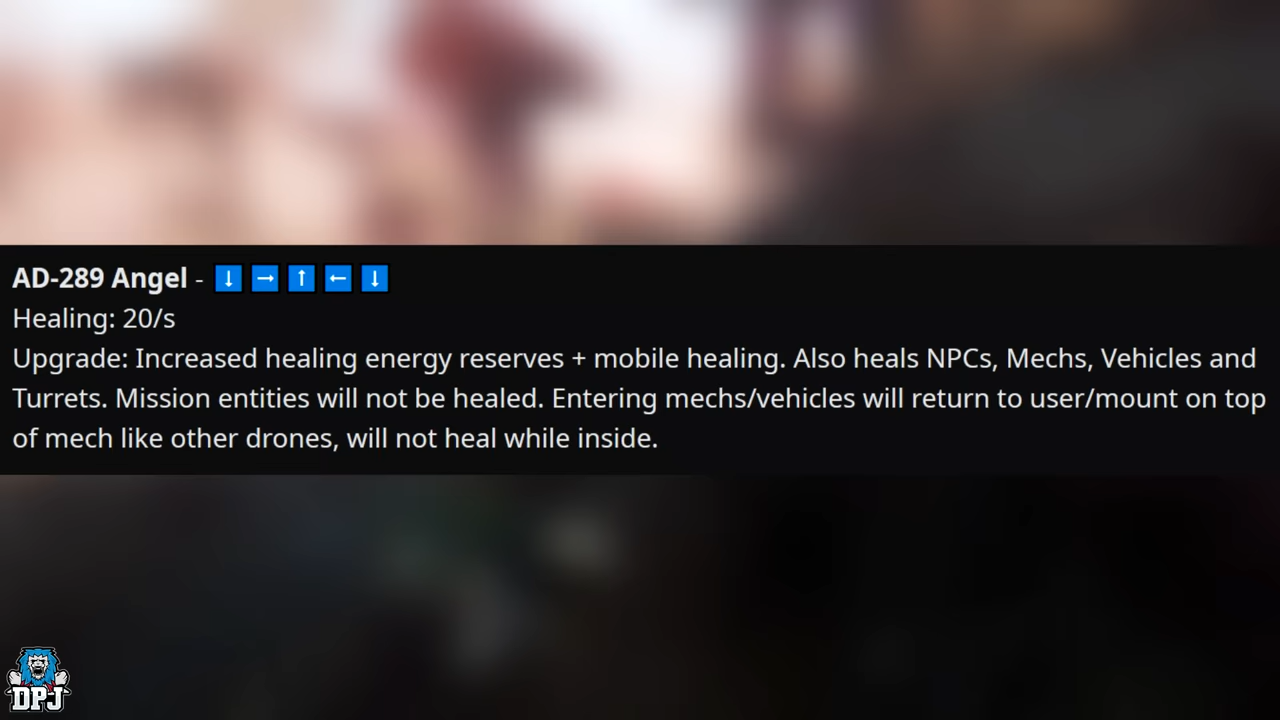 AD-289 Angel - ⬇️ ➡️ ⬆️ ⬅️ ⬇️
Healing: 20/s
Upgrade: Increased healing energy reserves + mobile healing. Also heals NPCs, Mechs, Vehicles and
Turrets. Mission entities will not be healed. Entering mechs/vehicles will return to user/mount on top
of mech like other drones, will not heal while inside.
DPJ